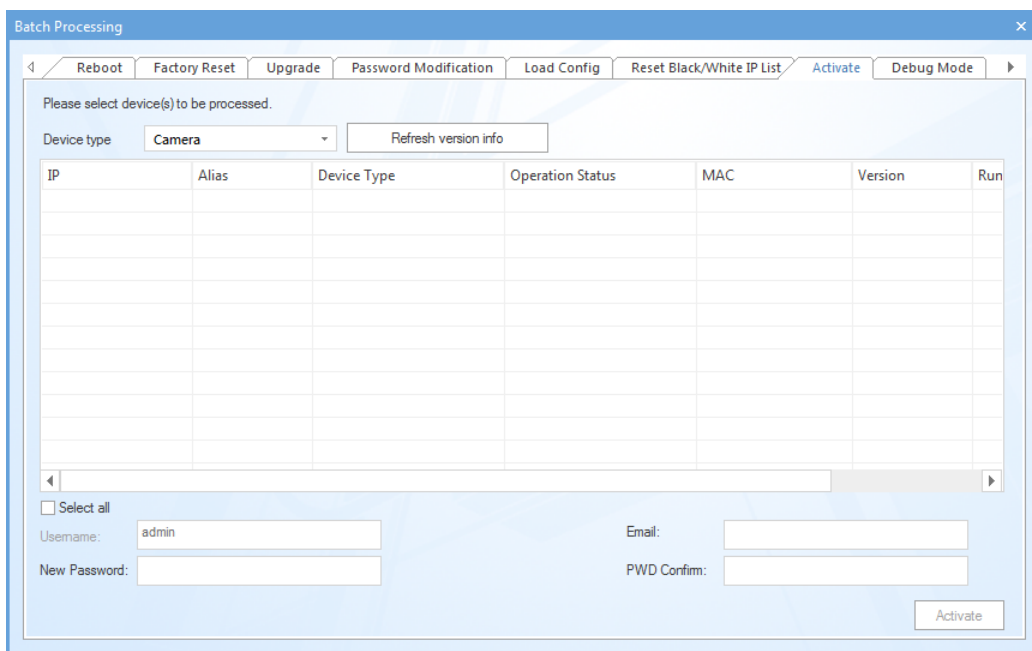 Batch Processing
Reboot Factory Reset Upgrade Password Modification Load Config Reset Black/White IP List Activate Debug Mode
Please select device(s) to be processed.
Device type Camera Refresh version info
IP Alias Device Type Operation Status MAC Version Run
Select all
Username: admin Email:
New Password: PWD Confirm:
Activate